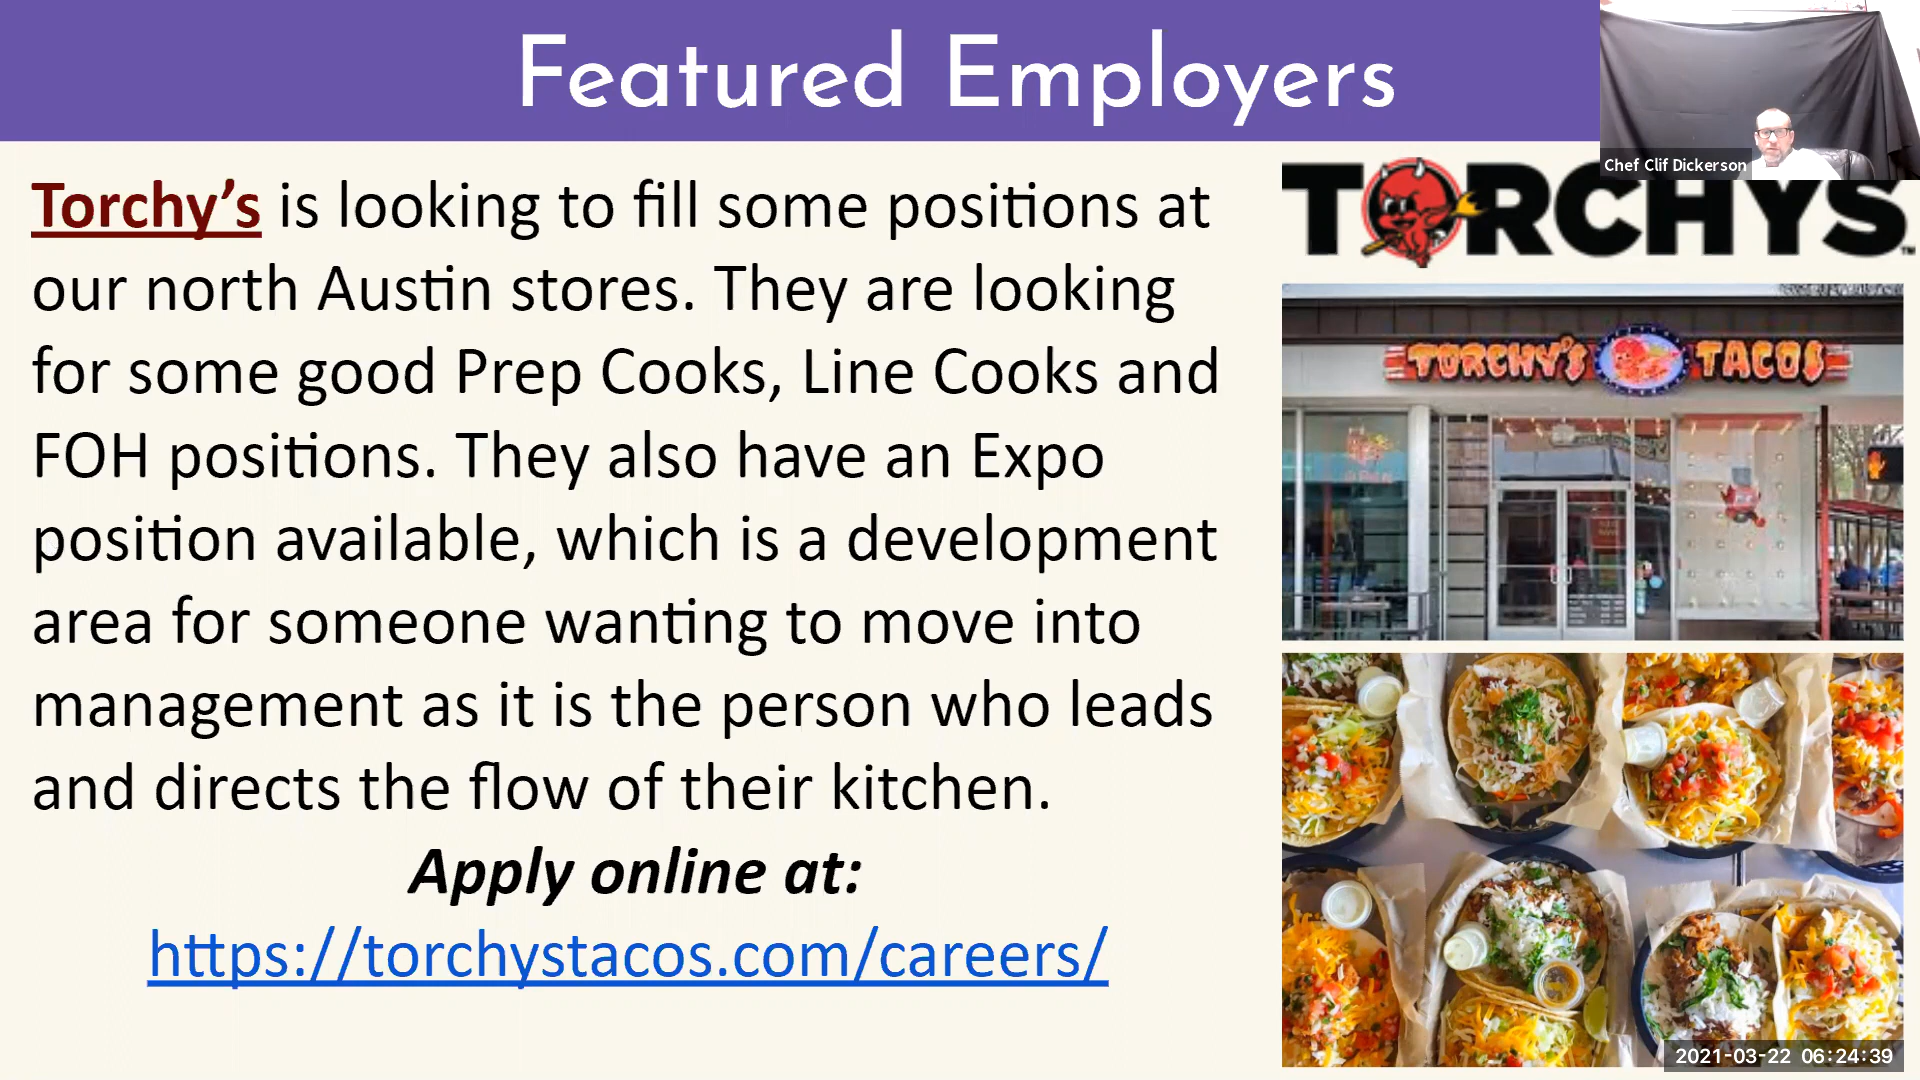 Featured Employers
Chef Clif Dickerson
Torchy’s is looking to fill some positions at
our north Austin stores. They are looking
for some good Prep Cooks, Line Cooks and
FOH positions. They also have an Expo
position available, which is a development
area for someone wanting to move into
management as it is the person who leads
and directs the flow of their kitchen.
Apply online at:
https://torchystacos.com/careers/
TORCHYS
TORCHY'S TACOS
2021-03-22 06:24:39